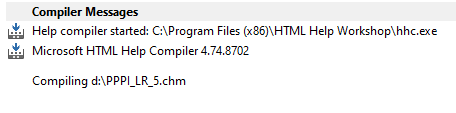 Compiler Messages
Help compiler started: C:\Program Files (x86)\HTML Help Workshop\hhc.exe
Microsoft HTML Help Compiler 4.74.8702
Compiling d:\PPPI_LR_5.chm